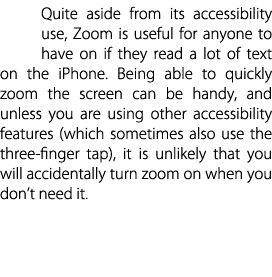 Quite aside from its accessibility
use, Zoom is useful for anyone to
have on if they read a lot of text
on the iPhone. Being able to quickly
zoom the screen can be handy, and
unless you are using other accessibility
features (which sometimes also use the
three-finger tap), it is unlikely that you
will accidentally turn zoom on when you
don’t need it.